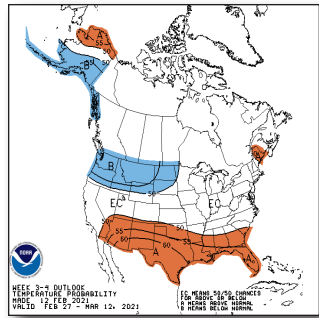 A
55
50
B
55
50
50
B
50
EC
EC
50
55
60
60
55
50
A
A
NOAA
WEEK 3-4 OUTLOOK
TEMPERATURE PROBABILITY
MADE 12 FEB 2021
VALID FEB 27 - MAR 12, 2021
EC MEANS 50/50 CHANCES
FOR ABOVE OR BELOW
A MEANS ABOVE NORMAL
B MEANS BELOW NORMAL